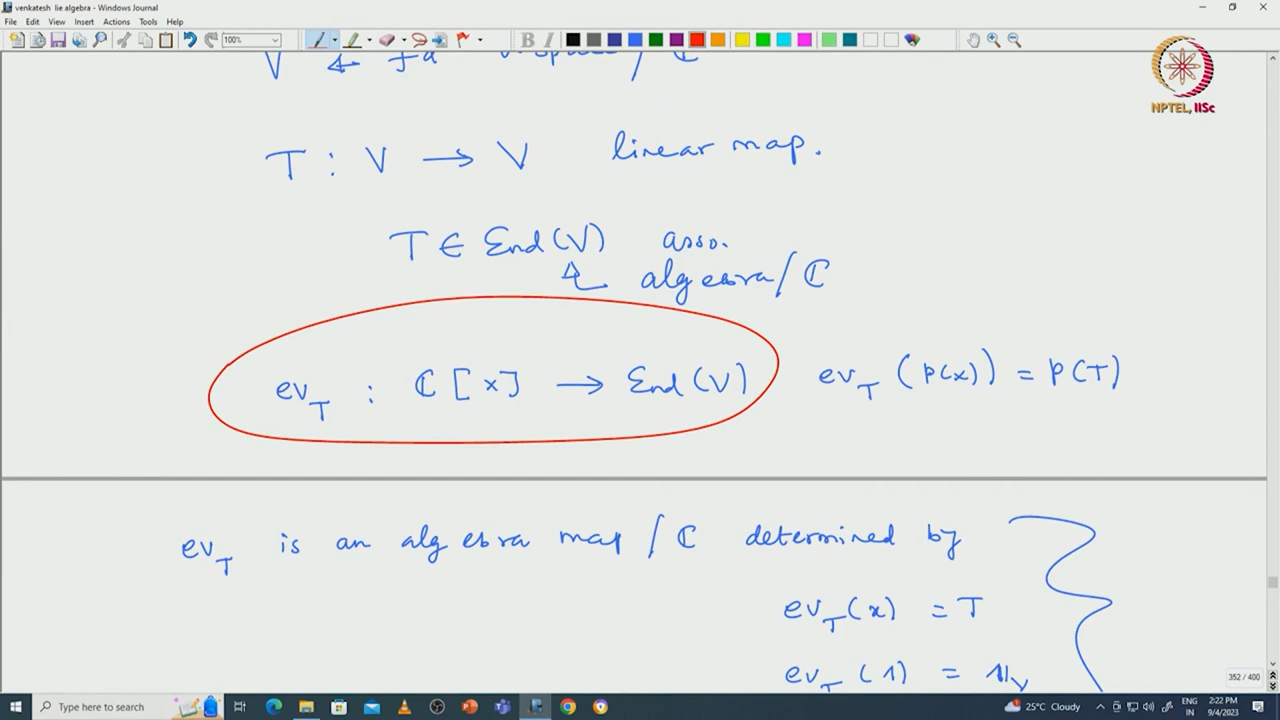 venkatesh lie algebra - Windows Journal
File Edit View Insert Actions Tools Help
100%
B I
NPTEL, IISc
V fd / ℂ
T : V → V linear map.
T ∈ End(V) asso.
algebra/ ℂ
ev_T : ℂ[x] → End(V) ev_T (p(x)) = p(T)
ev_T is an algebra map / ℂ determined by
ev_T(x) = T
ev_T(1) = 1_V
352 / 400
Type here to search
25°C Cloudy
ENG
IN
2:22 PM
9/4/2023